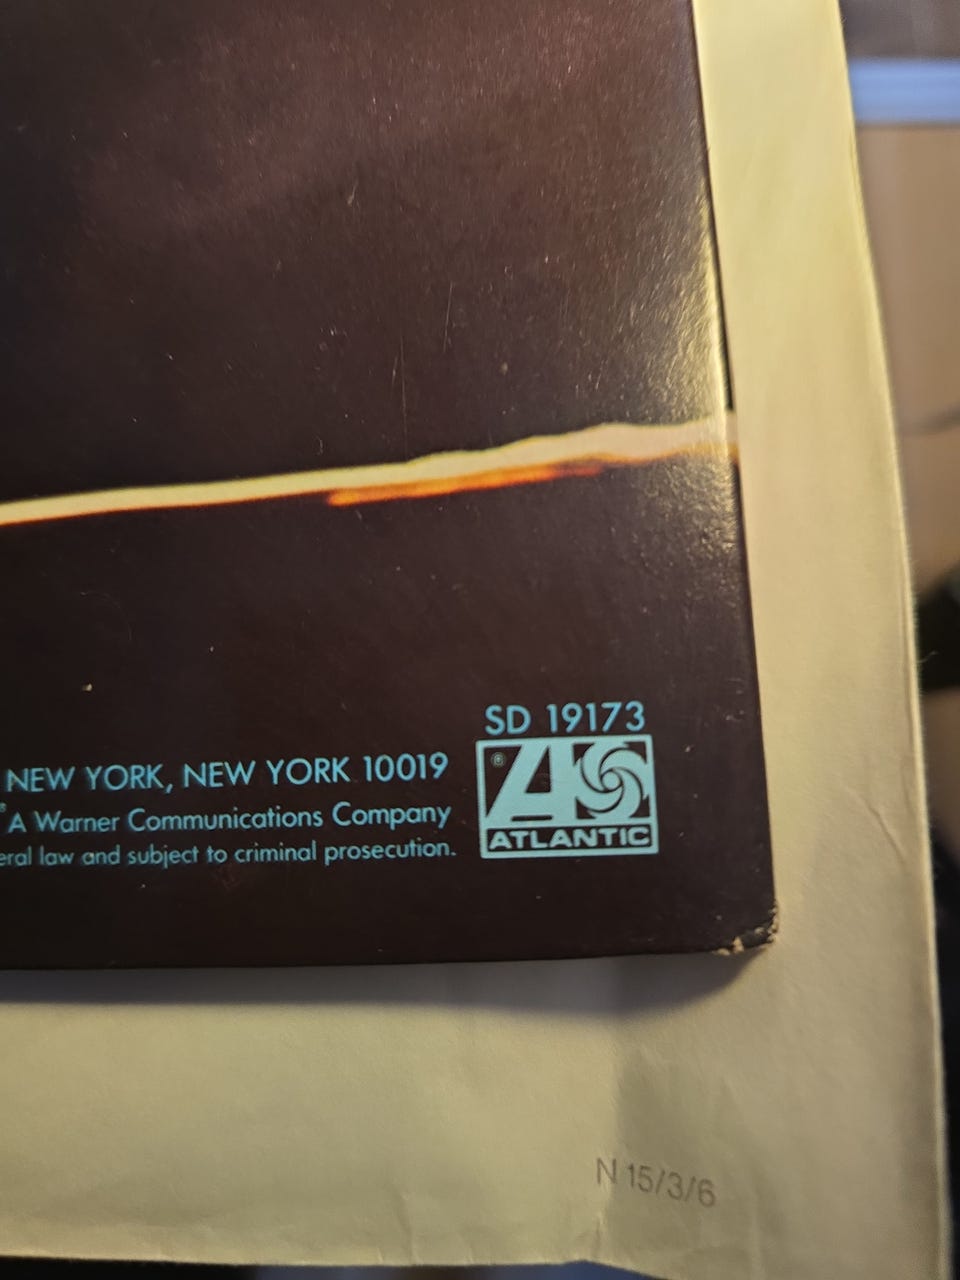 SD 19173
NEW YORK, NEW YORK 10019
®
ATLANTIC
® A Warner Communications Company
eral law and subject to criminal prosecution.
N 15/3/6